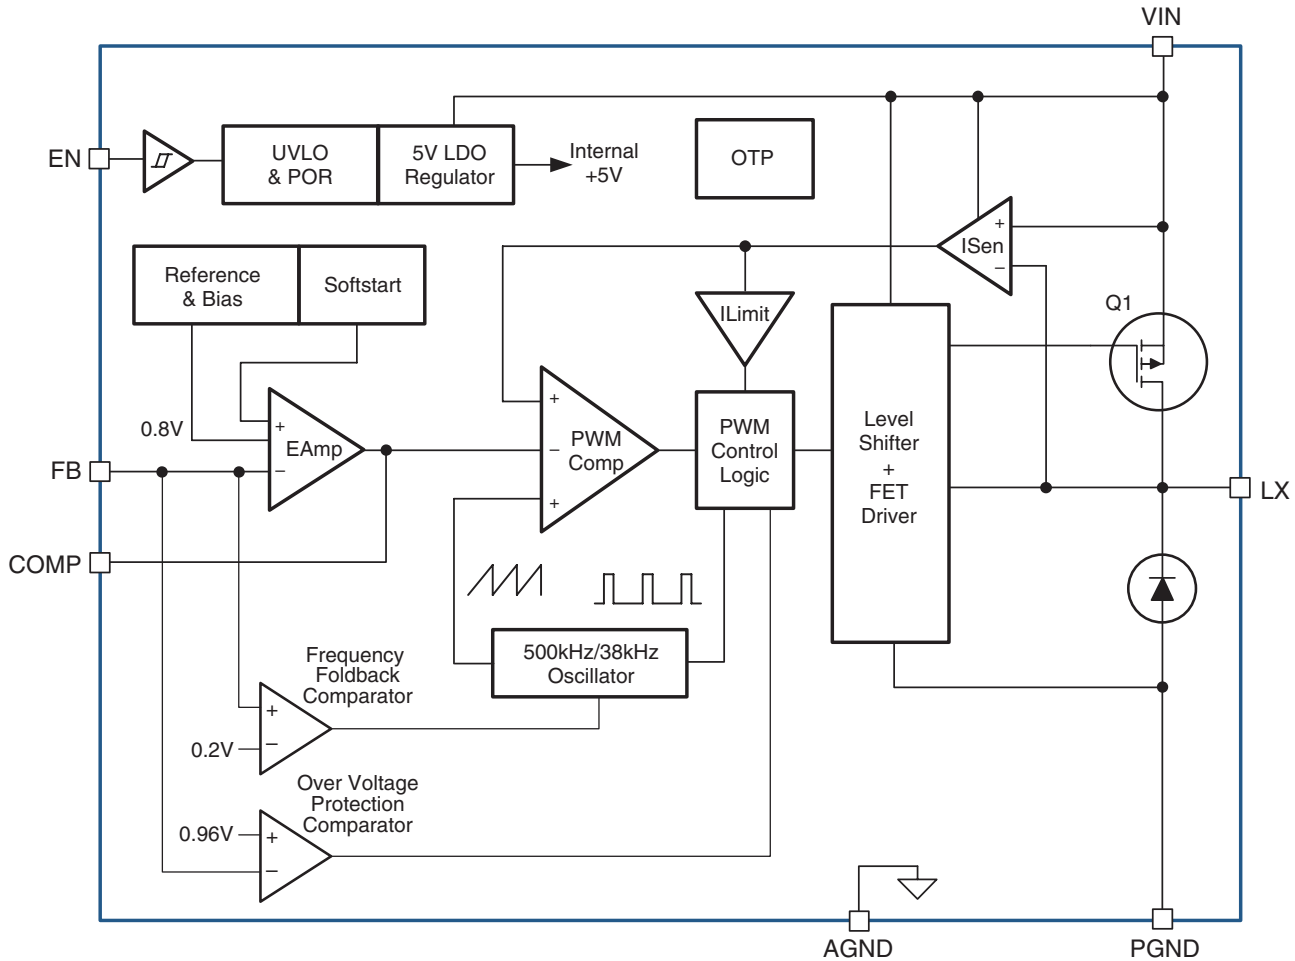 VIN
EN
UVLO
& POR
5V LDO
Regulator
Internal
+5V
OTP
+
ISen
−
Reference
& Bias
Softstart
ILimit
Q1
0.8V
+
EAmp
−
FB
COMP
+
−
PWM
Comp
+
PWM
Control
Logic
Level
Shifter
+
FET
Driver
LX
500kHz/38kHz
Oscillator
Frequency
Foldback
Comparator
+
0.2V
−
Over Voltage
Protection
Comparator
0.96V
+
−
AGND
PGND